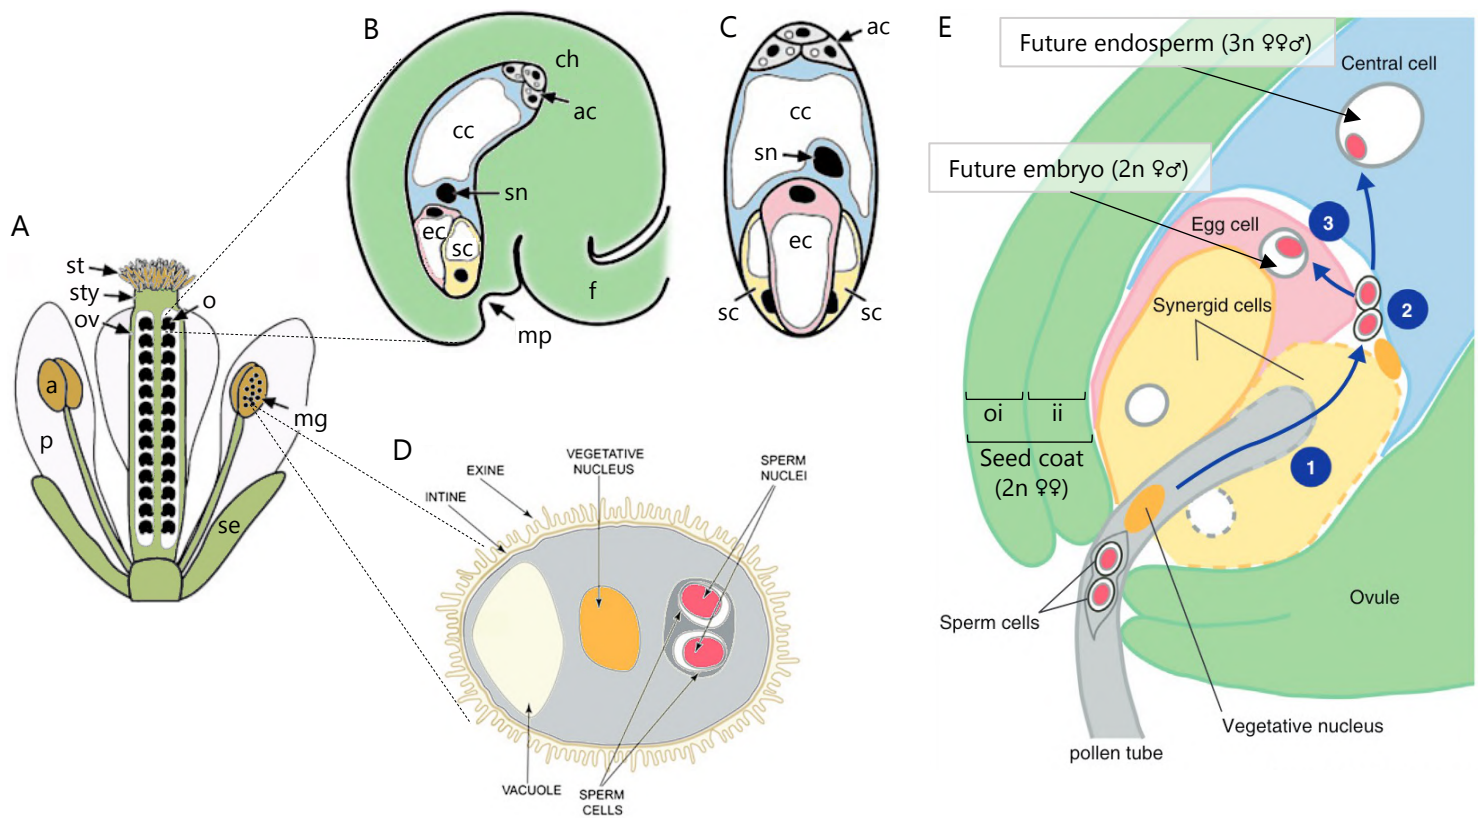 A
st
sty
ov
o
a
p
mg
se
B
ch
ac
cc
sn
ec
sc
f
mp
C
ac
cc
sn
ec
sc
sc
D
EXINE
INTINE
VEGETATIVE
NUCLEUS
SPERM
NUCLEI
VACUOLE
SPERM
CELLS
E
Future endosperm (3n ♀♀♂)
Central cell
Future embryo (2n ♀♂)
Egg cell
3
Synergid cells
2
oi
ii
Seed coat
(2n ♀♀)
1
Sperm cells
Ovule
Vegetative nucleus
pollen tube